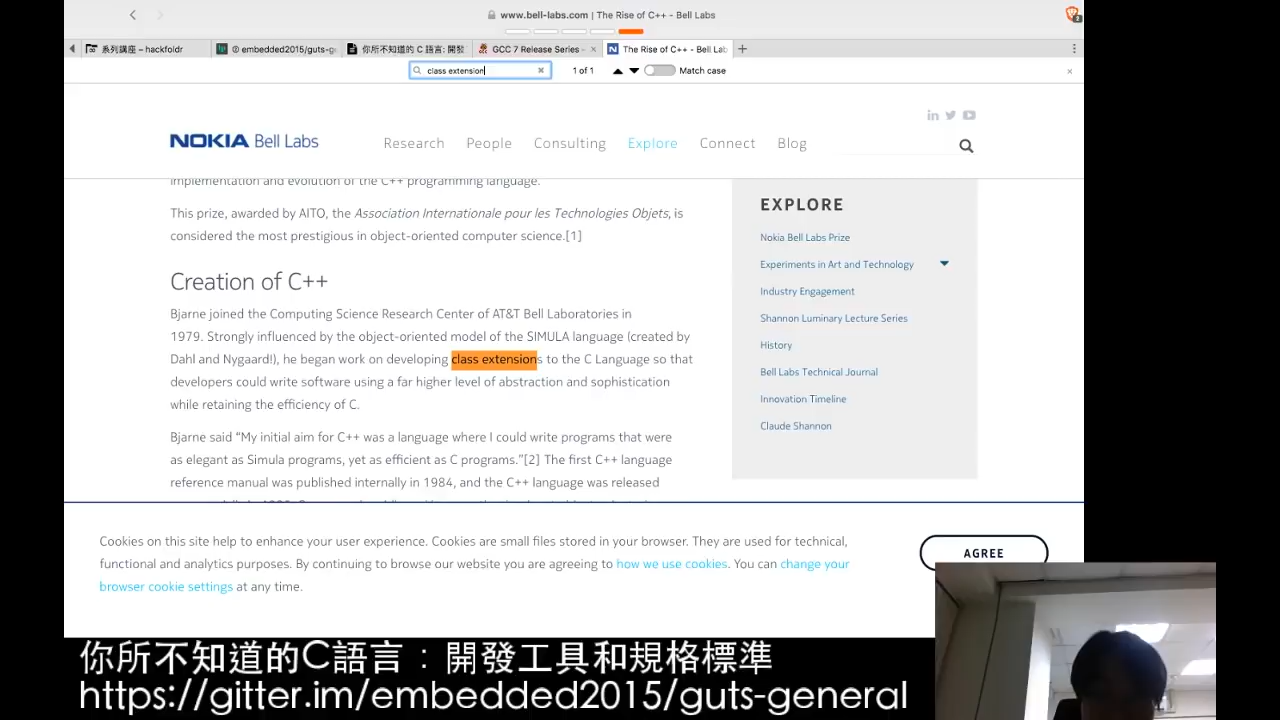 www.bell-labs.com | The Rise of C++ - Bell Labs
2
系列講座 – hackfoldr
embedded2015/guts-g
你所不知道的 C 語言: 開發
GCC 7 Release Series -
The Rise of C++ - Bell Lab
class extension
1 of 1
Match case
NOKIA Bell Labs
Research People Consulting Explore Connect Blog
implementation and evolution of the C++ programming language.
This prize, awarded by AITO, the Association Internationale pour les Technologies Objets, is
considered the most prestigious in object-oriented computer science.[1]
Creation of C++
Bjarne joined the Computing Science Research Center of AT&T Bell Laboratories in
1979. Strongly influenced by the object-oriented model of the SIMULA language (created by
Dahl and Nygaard!), he began work on developing class extensions to the C Language so that
developers could write software using a far higher level of abstraction and sophistication
while retaining the efficiency of C.
Bjarne said “My initial aim for C++ was a language where I could write programs that were
as elegant as Simula programs, yet as efficient as C programs.”[2] The first C++ language
reference manual was published internally in 1984, and the C++ language was released
EXPLORE
Nokia Bell Labs Prize
Experiments in Art and Technology
Industry Engagement
Shannon Luminary Lecture Series
History
Bell Labs Technical Journal
Innovation Timeline
Claude Shannon
Cookies on this site help to enhance your user experience. Cookies are small files stored in your browser. They are used for technical,
functional and analytics purposes. By continuing to browse our website you are agreeing to how we use cookies. You can change your
browser cookie settings at any time.
AGREE
你所不知道的C語言：開發工具和規格標準
https://gitter.im/embedded2015/guts-general